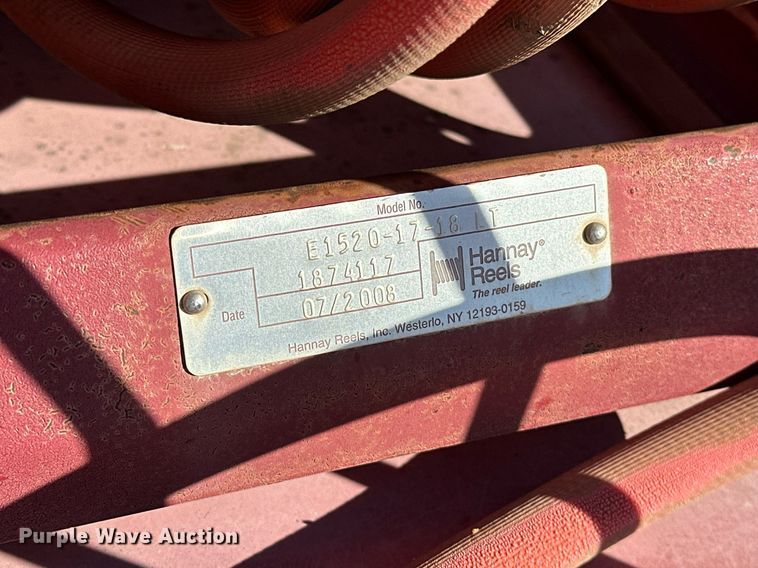 Model No.
E1520-17-18 LT
1874117
Date 07/2008
Hannay®
Reels
The reel leader.
Hannay Reels, Inc. Westerlo, NY 12193-0159
Purple Wave Auction